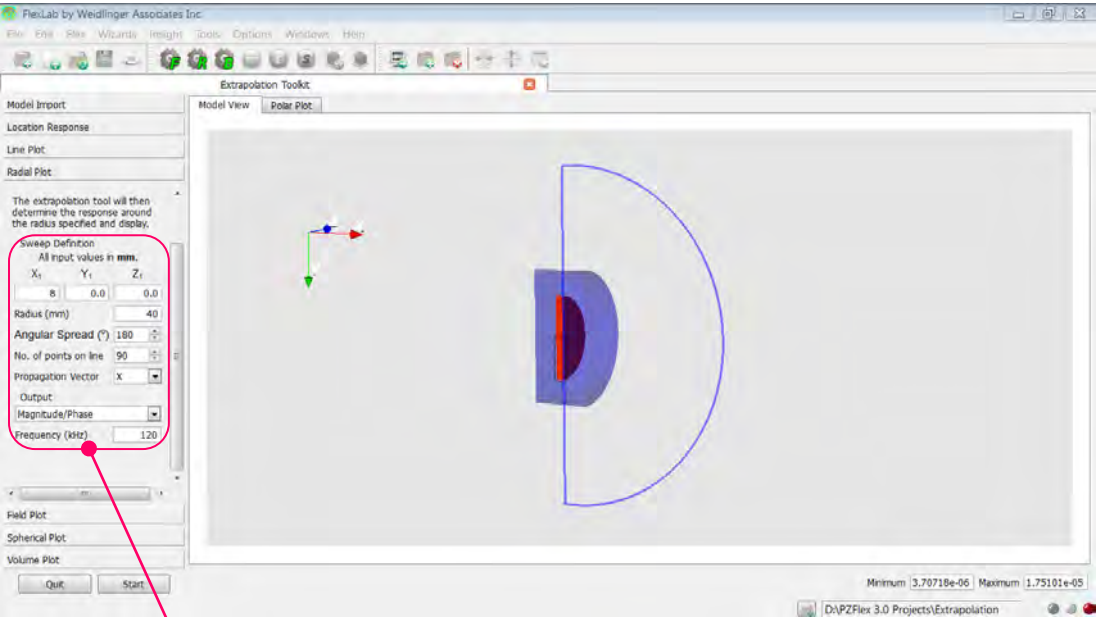 FlexLab by Weidlinger Associates Inc.
File Edit Flex Wizards Insight Tools Options Windows Help
Extrapolation Toolkit
Model Import
Location Response
Line Plot
Radial Plot
The extrapolation tool will then
determine the response around
the radius specified and display.
Sweep Definition
All input values in mm.
X₁ Y₁ Z₁
8 0.0 0.0
Radius (mm) 40
Angular Spread (º) 180
No. of points on line 90
Propagation Vector X
Output
Magnitude/Phase
Frequency (kHz) 120
Field Plot
Spherical Plot
Volume Plot
Quit Start
Model View Polar Plot
Minimum 3.70718e-06 Maximum 1.75101e-05
D:\PZFlex 3.0 Projects\Extrapolation